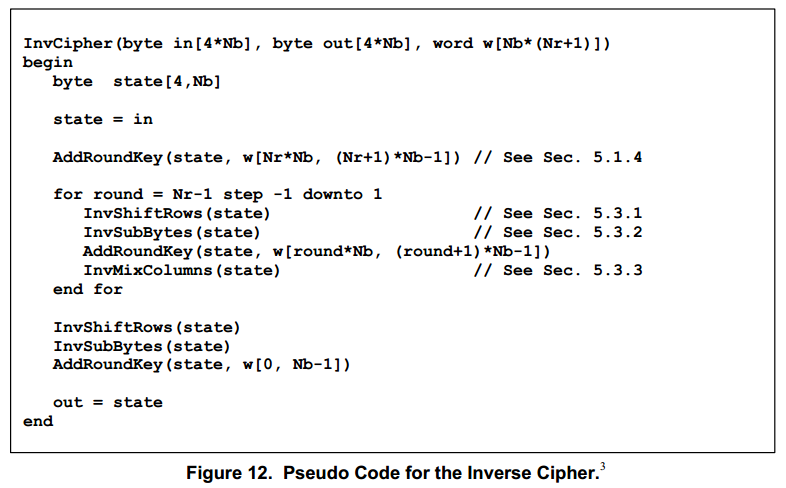 InvCipher(byte in[4*Nb], byte out[4*Nb], word w[Nb*(Nr+1)])
begin
byte state[4,Nb]
state = in
AddRoundKey(state, w[Nr*Nb, (Nr+1)*Nb-1]) // See Sec. 5.1.4
for round = Nr-1 step -1 downto 1
InvShiftRows(state) // See Sec. 5.3.1
InvSubBytes(state) // See Sec. 5.3.2
AddRoundKey(state, w[round*Nb, (round+1)*Nb-1])
InvMixColumns(state) // See Sec. 5.3.3
end for
InvShiftRows(state)
InvSubBytes(state)
AddRoundKey(state, w[0, Nb-1])
out = state
end
Figure 12. Pseudo Code for the Inverse Cipher.³